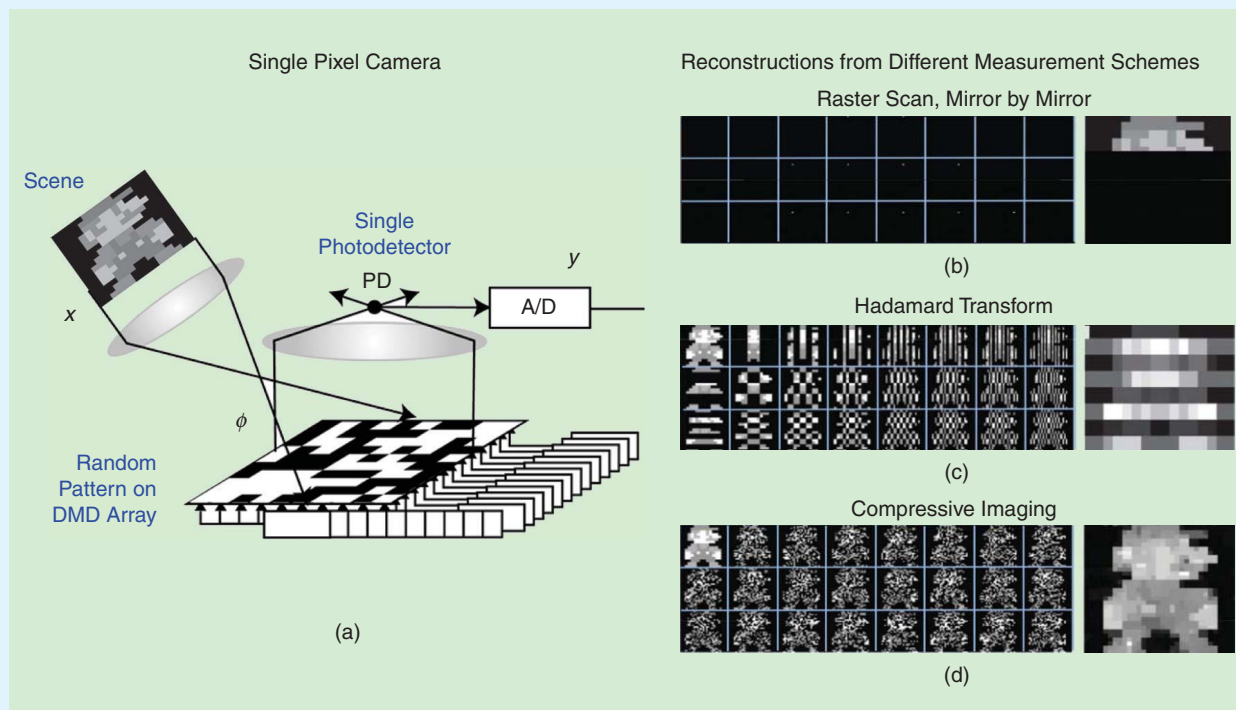 Single Pixel Camera
Scene
x
Single
Photodetector
PD
y
A/D
ϕ
Random
Pattern on
DMD Array
(a)
Reconstructions from Different Measurement Schemes
Raster Scan, Mirror by Mirror
(b)
Hadamard Transform
(c)
Compressive Imaging
(d)